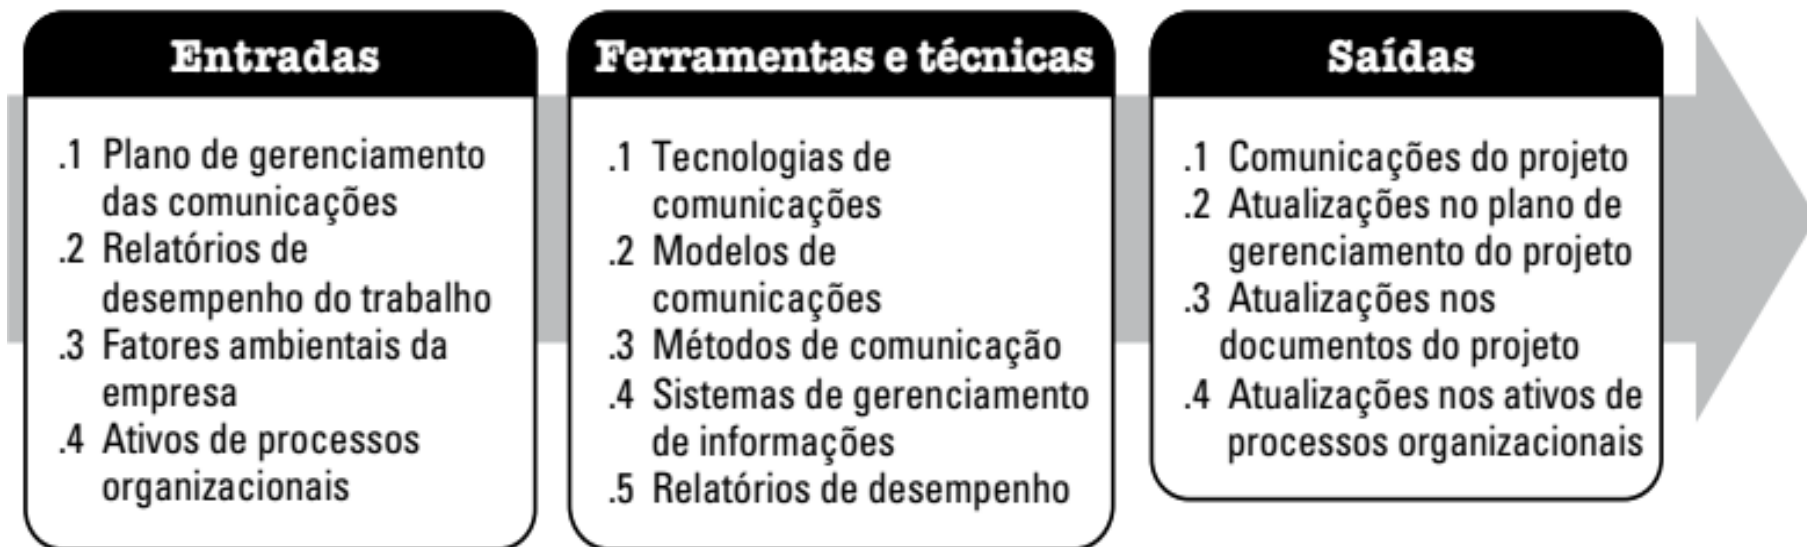 Entradas
.1 Plano de gerenciamento
das comunicações
.2 Relatórios de
desempenho do trabalho
.3 Fatores ambientais da
empresa
.4 Ativos de processos
organizacionais
Ferramentas e técnicas
.1 Tecnologias de
comunicações
.2 Modelos de
comunicações
.3 Métodos de comunicação
.4 Sistemas de gerenciamento
de informações
.5 Relatórios de desempenho
Saídas
.1 Comunicações do projeto
.2 Atualizações no plano de
gerenciamento do projeto
.3 Atualizações nos
documentos do projeto
.4 Atualizações nos ativos de
processos organizacionais